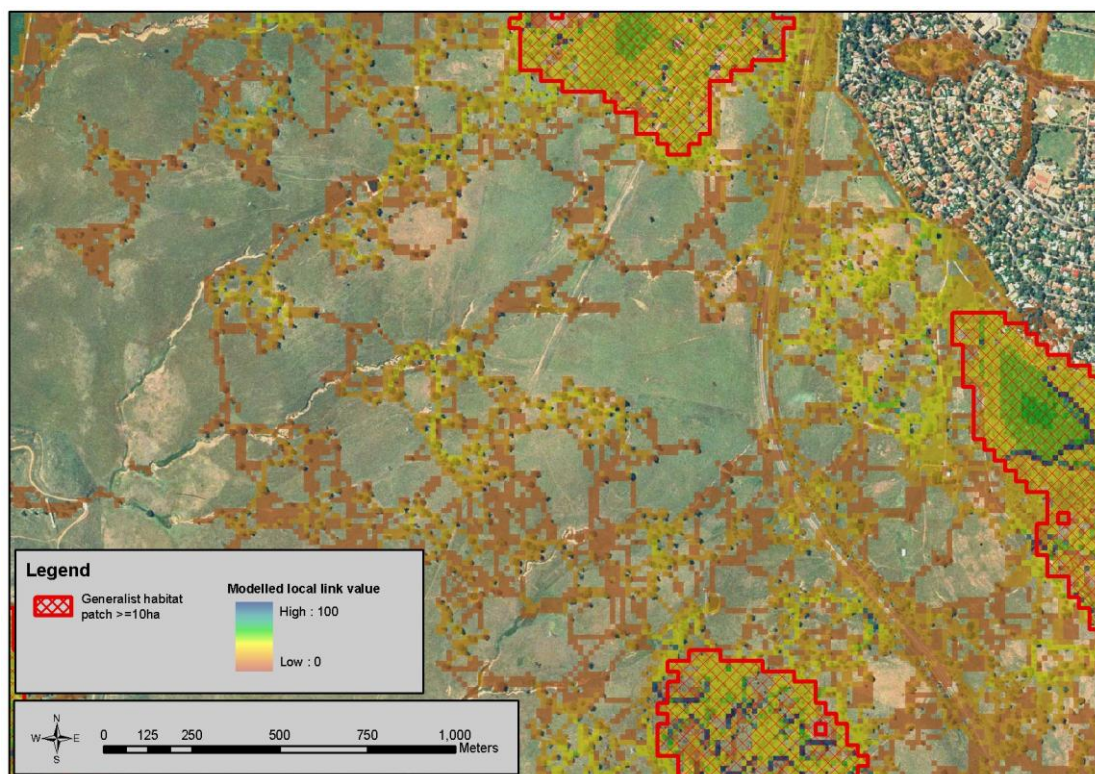 Legend
Generalist habitat
patch >=10ha
Modelled local link value
High : 100
Low : 0
N
W E
S
0 125 250 500 750 1,000
Meters